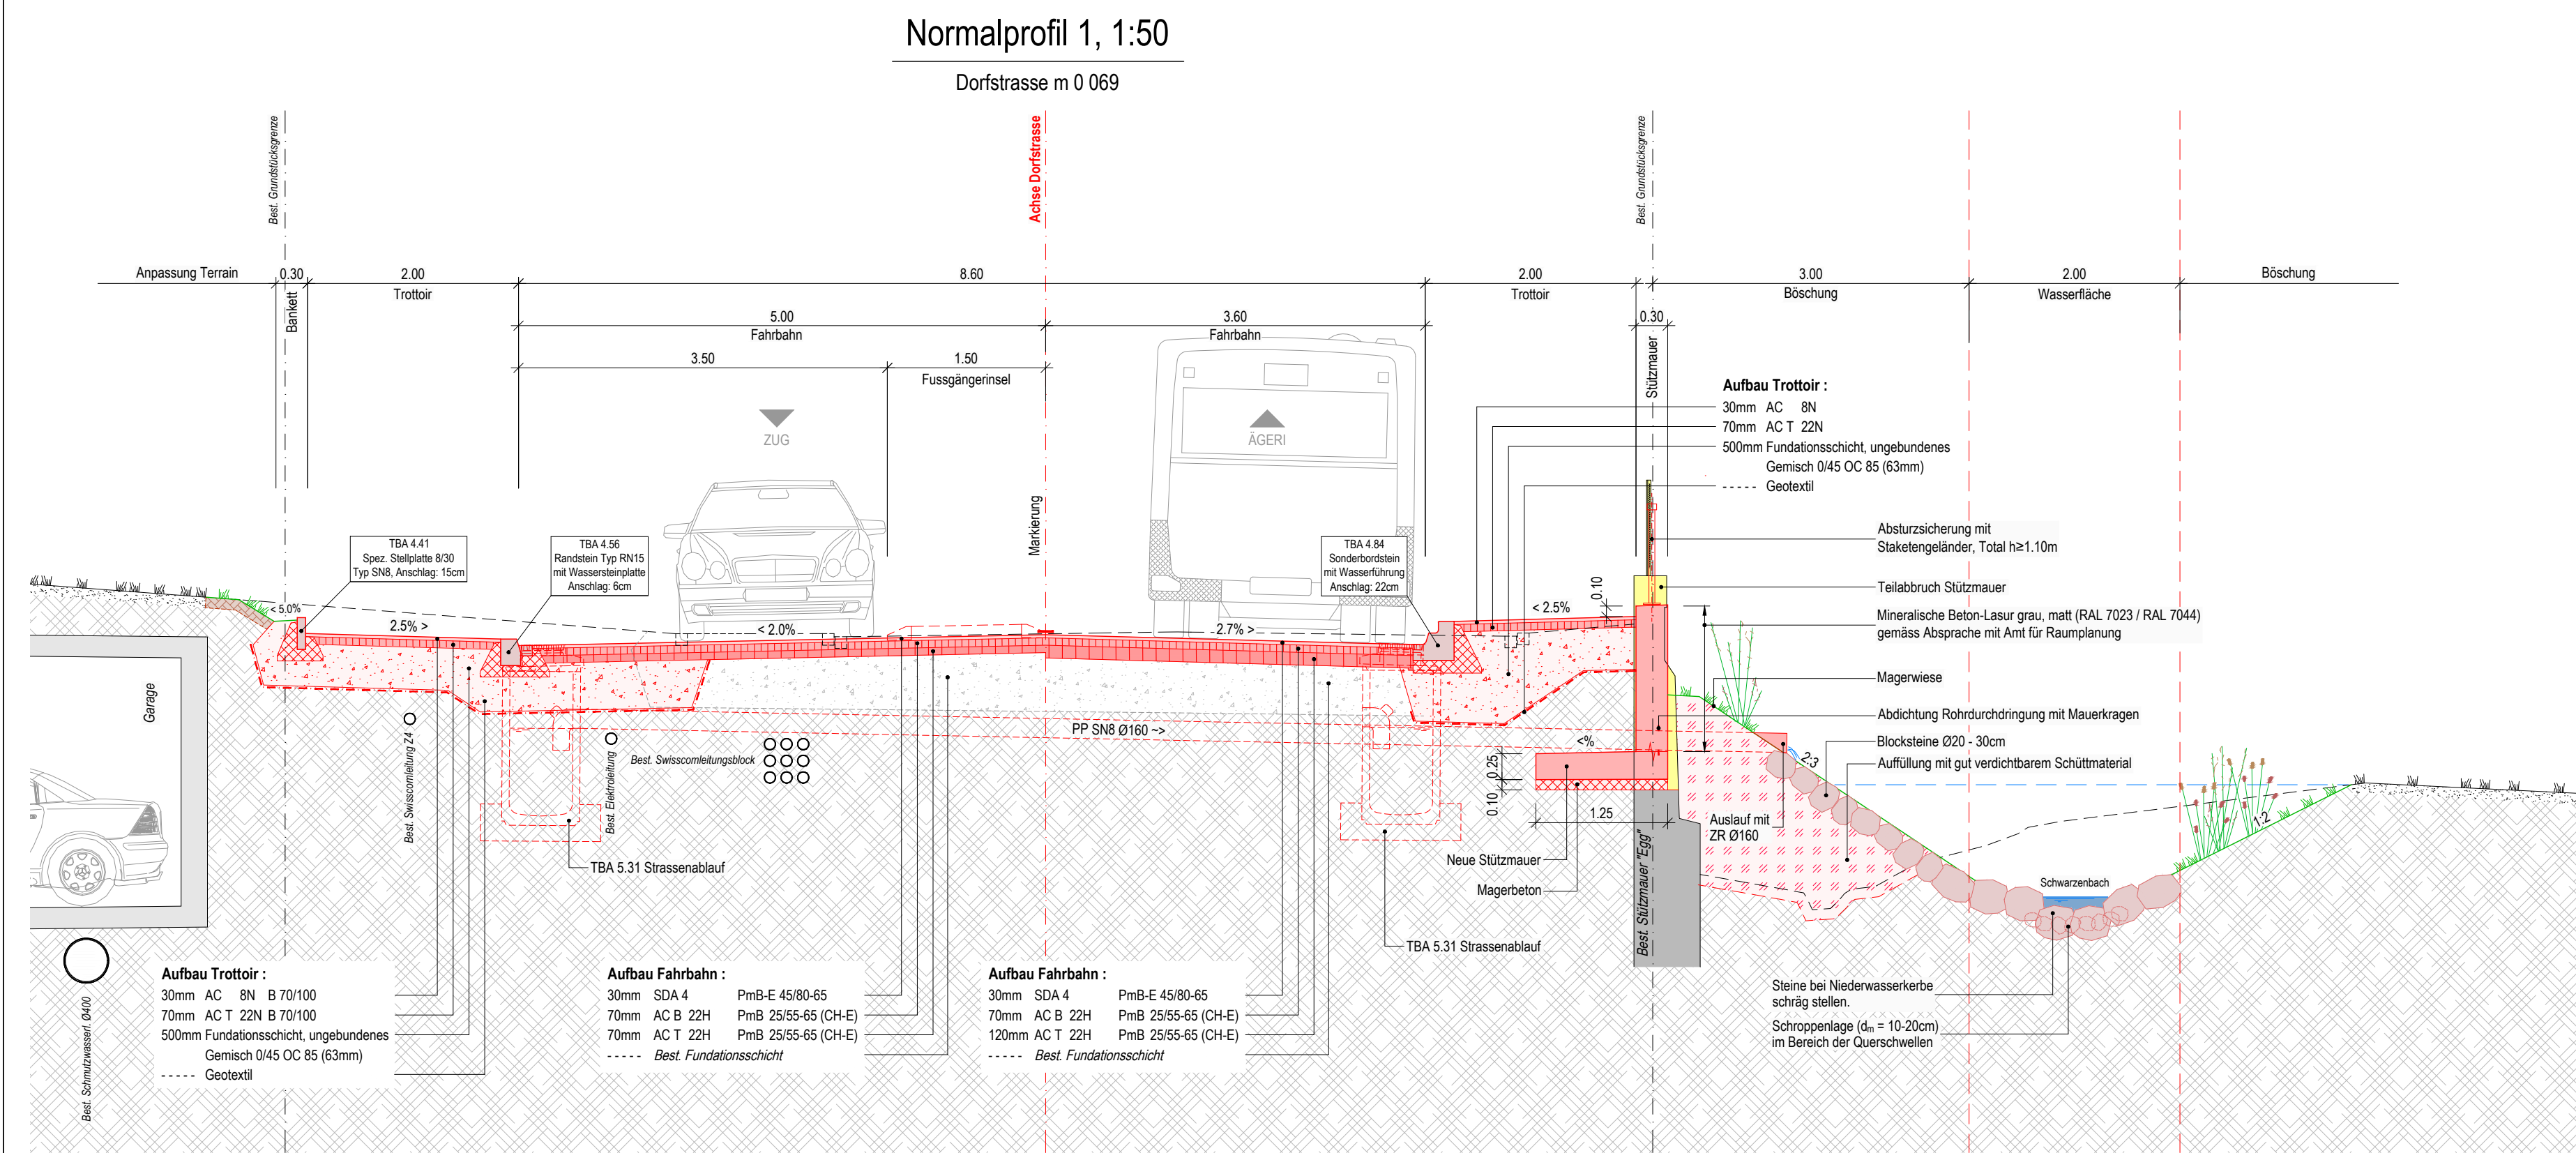 Normalprofil 1, 1:50
Dorfstrasse m 0 069
Best. Grundstücksgrenze
Achse Dorfstrasse
Best. Grundstücksgrenze
Anpassung Terrain
0.30
2.00
8.60
2.00
3.00
2.00
Böschung
Bankett
Trottoir
Trottoir
Böschung
Wasserfläche
5.00
3.60
0.30
Fahrbahn
Fahrbahn
Stützmauer
3.50
1.50
Fussgängerinsel
ZUG
ÄGERI
Markierung
Aufbau Trottoir :
30mm AC 8N
70mm AC T 22N
500mm Fundationsschicht, ungebundenes
Gemisch 0/45 OC 85 (63mm)
----- Geotextil
TBA 4.41
Spez. Stellplatte 8/30
Typ SN8, Anschlag: 15cm
TBA 4.56
Randstein Typ RN15
mit Wassersteinplatte
Anschlag: 6cm
TBA 4.84
Sonderbordstein
mit Wasserführung
Anschlag: 22cm
Absturzsicherung mit
Staketengeländer, Total h≥1.10m
Teilabbruch Stützmauer
Mineralische Beton-Lasur grau, matt (RAL 7023 / RAL 7044)
gemäss Absprache mit Amt für Raumplanung
Magerwiese
Abdichtung Rohrdurchdringung mit Mauerkragen
Blocksteine Ø20 - 30cm
Auffüllung mit gut verdichtbarem Schüttmaterial
< 5.0%
2.5% >
< 2.0%
2.7% >
< 2.5%
0.10
Garage
Best. Swisscomleitung Z4
Best. Elektroleitung
Best. Swisscomleitungsblock
PP SN8 Ø160 ~>
<%
0.25
0.10
1.25
2:3
1:2
Auslauf mit
ZR Ø160
Neue Stützmauer
Magerbeton
TBA 5.31 Strassenablauf
TBA 5.31 Strassenablauf
Best. Stützmauer "Egg"
Schwarzenbach
Steine bei Niederwasserkerbe
schräg stellen.
Schroppenlage (dₘ = 10-20cm)
im Bereich der Querschwellen
Best. Schmutzwasserl. Ø400
Aufbau Trottoir :
30mm AC 8N B 70/100
70mm AC T 22N B 70/100
500mm Fundationsschicht, ungebundenes
Gemisch 0/45 OC 85 (63mm)
----- Geotextil
Aufbau Fahrbahn :
30mm SDA 4 PmB-E 45/80-65
70mm AC B 22H PmB 25/55-65 (CH-E)
70mm AC T 22H PmB 25/55-65 (CH-E)
----- Best. Fundationsschicht
Aufbau Fahrbahn :
30mm SDA 4 PmB-E 45/80-65
70mm AC B 22H PmB 25/55-65 (CH-E)
120mm AC T 22H PmB 25/55-65 (CH-E)
----- Best. Fundationsschicht